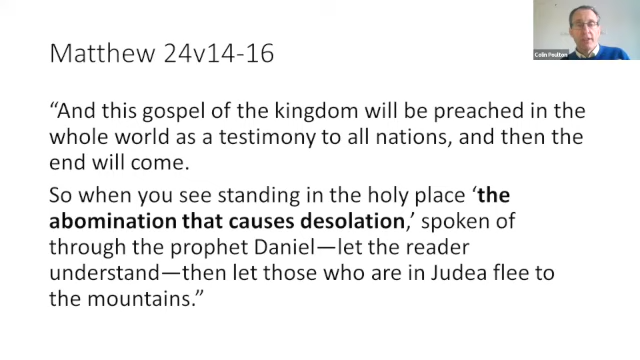 Matthew 24v14-16
Colin Poulton
“And this gospel of the kingdom will be preached in the
whole world as a testimony to all nations, and then the
end will come.
So when you see standing in the holy place ‘the
abomination that causes desolation,’ spoken of
through the prophet Daniel—let the reader
understand—then let those who are in Judea flee to
the mountains.”